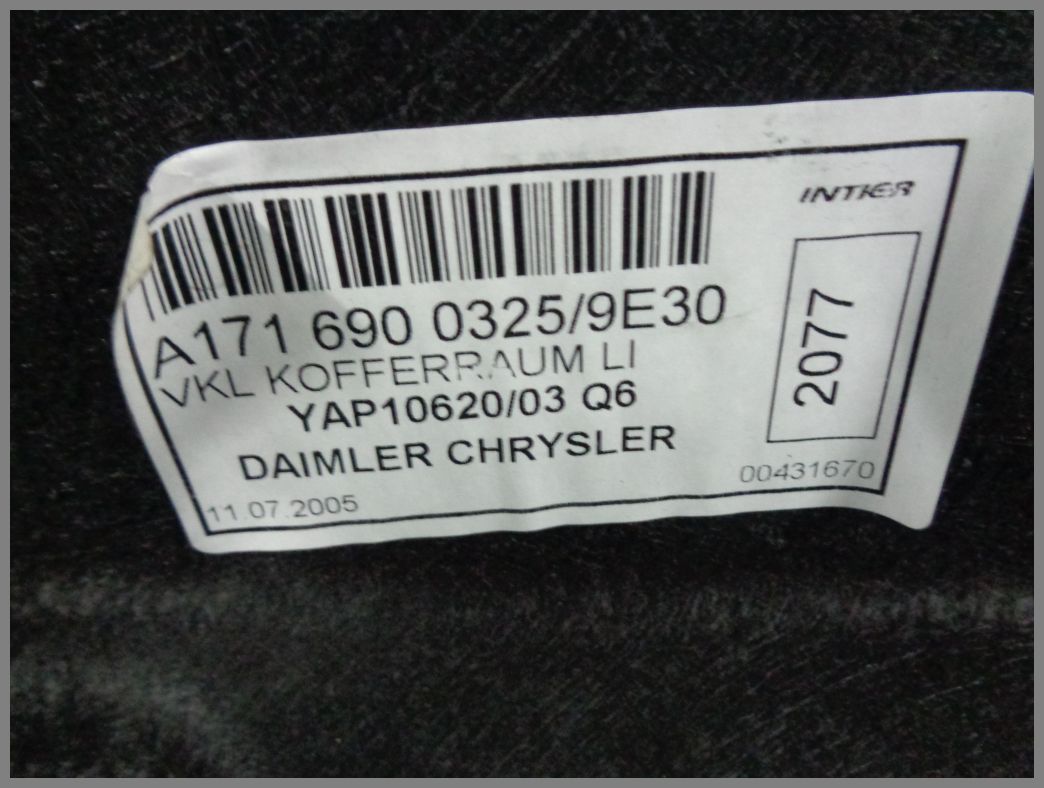 INTIER
A171 690 0325/9E30
VKL KOFFERRAUM LI
YAP10620/03 Q6
DAIMLER CHRYSLER
2077
11.07.2005
00431670